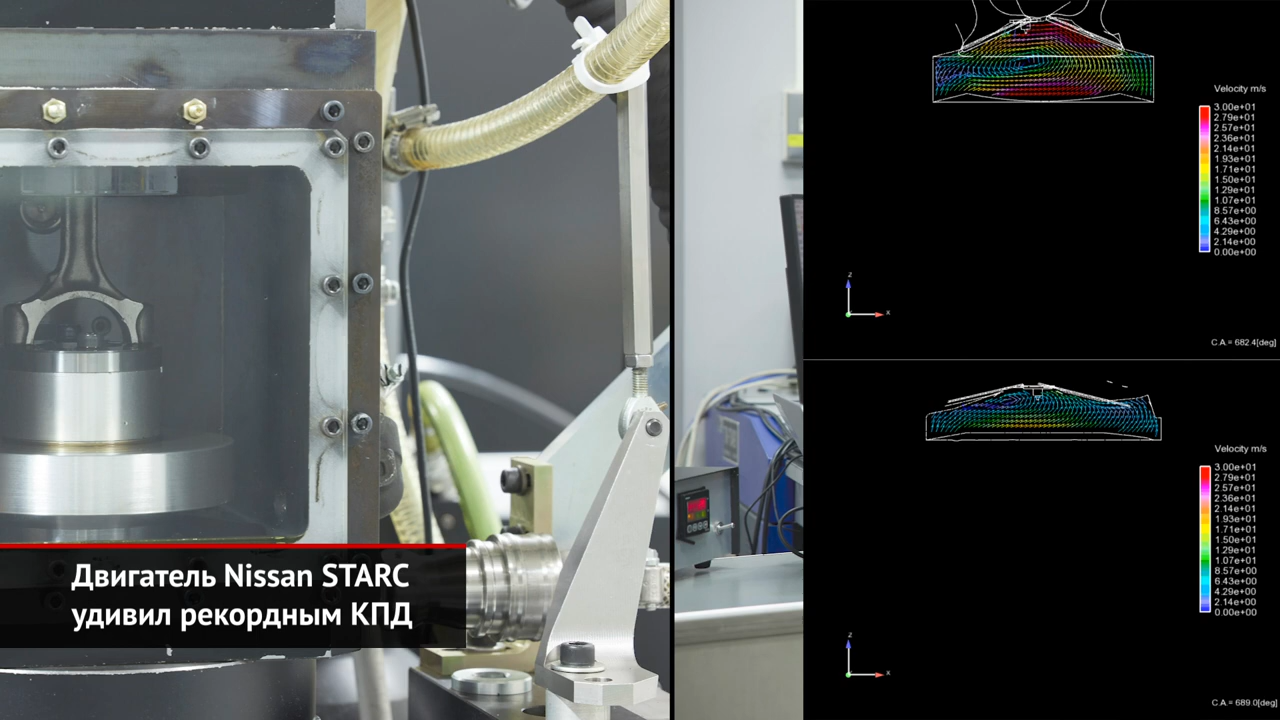 Двигатель Nissan STARC
удивил рекордным КПД
Velocity m/s
3.00e+01
2.79e+01
2.57e+01
2.36e+01
2.14e+01
1.93e+01
1.71e+01
1.50e+01
1.29e+01
1.07e+01
8.57e+00
6.43e+00
4.29e+00
2.14e+00
0.00e+00
Z
X
C.A.= 682.4[deg]
Velocity m/s
3.00e+01
2.79e+01
2.57e+01
2.36e+01
2.14e+01
1.93e+01
1.71e+01
1.50e+01
1.29e+01
1.07e+01
8.57e+00
6.43e+00
4.29e+00
2.14e+00
0.00e+00
Z
X
C.A.= 689.0[deg]